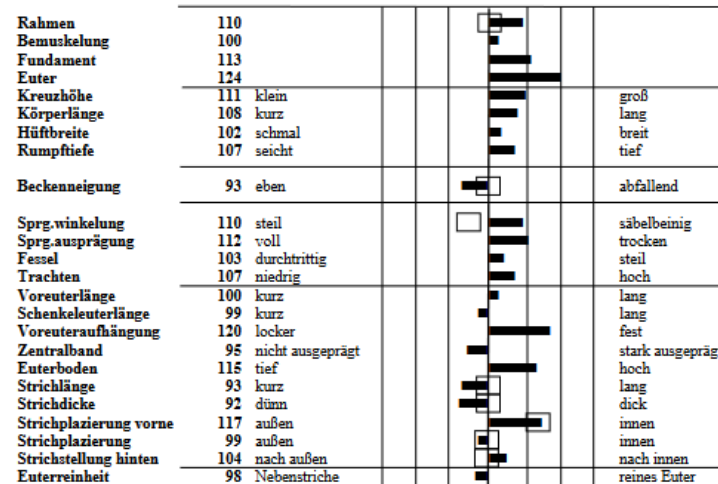 Rahmen 110
Bemuskelung 100
Fundament 113
Euter 124
Kreuzhöhe 111 klein groß
Körperlänge 108 kurz lang
Hüftbreite 102 schmal breit
Rumpftiefe 107 seicht tief
Beckenneigung 93 eben abfallend
Sprg.winkelung 110 steil säbelbeinig
Sprg.ausprägung 112 voll trocken
Fessel 103 durchtrittig steil
Trachten 107 niedrig hoch
Voreuterlänge 100 kurz lang
Schenkeleuterlänge 99 kurz lang
Voreuteraufhängung 120 locker fest
Zentralband 95 nicht ausgeprägt stark ausgepräg
Euterboden 115 tief hoch
Strichlänge 93 kurz lang
Strichdicke 92 dünn dick
Strichplazierung vorne 117 außen innen
Strichplazierung 99 außen innen
Strichstellung hinten 104 nach außen nach innen
Euterreinheit 98 Nebenstriche reines Euter